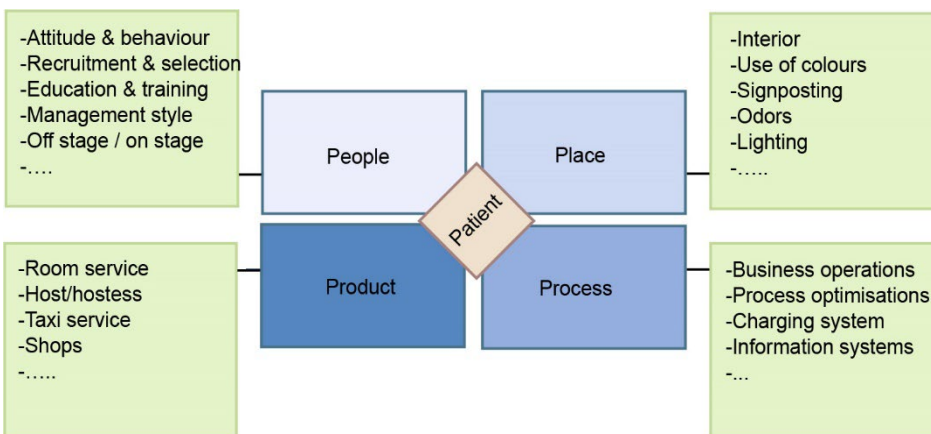 -Attitude & behaviour
-Recruitment & selection
-Education & training
-Management style
-Off stage / on stage
-....
People
Place
-Interior
-Use of colours
-Signposting
-Odors
-Lighting
-.....
Patient
-Room service
-Host/hostess
-Taxi service
-Shops
-.....
Product
Process
-Business operations
-Process optimisations
-Charging system
-Information systems
-...